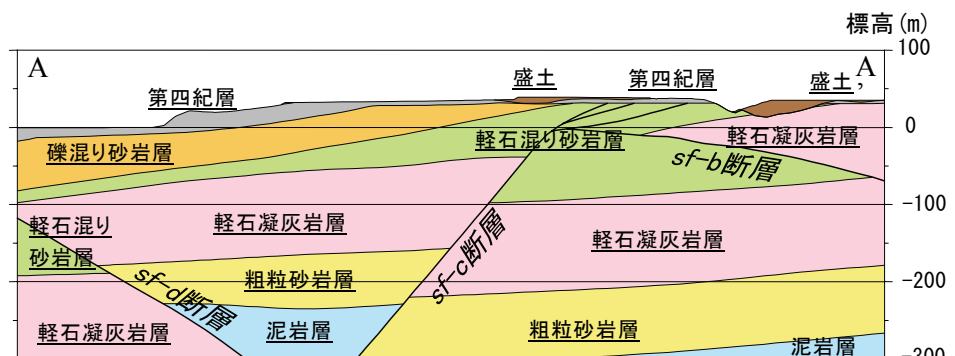 標高(m)
100
A
A’
盛土
第四紀層
盛土
第四紀層
0
軽石混り砂岩層
軽石凝灰岩層
礫混り砂岩層
sf-b断層
-100
軽石混り
砂岩層
軽石凝灰岩層
軽石凝灰岩層
sf-c断層
sf-d断層
粗粒砂岩層
-200
軽石凝灰岩層
泥岩層
粗粒砂岩層
泥岩層
-300